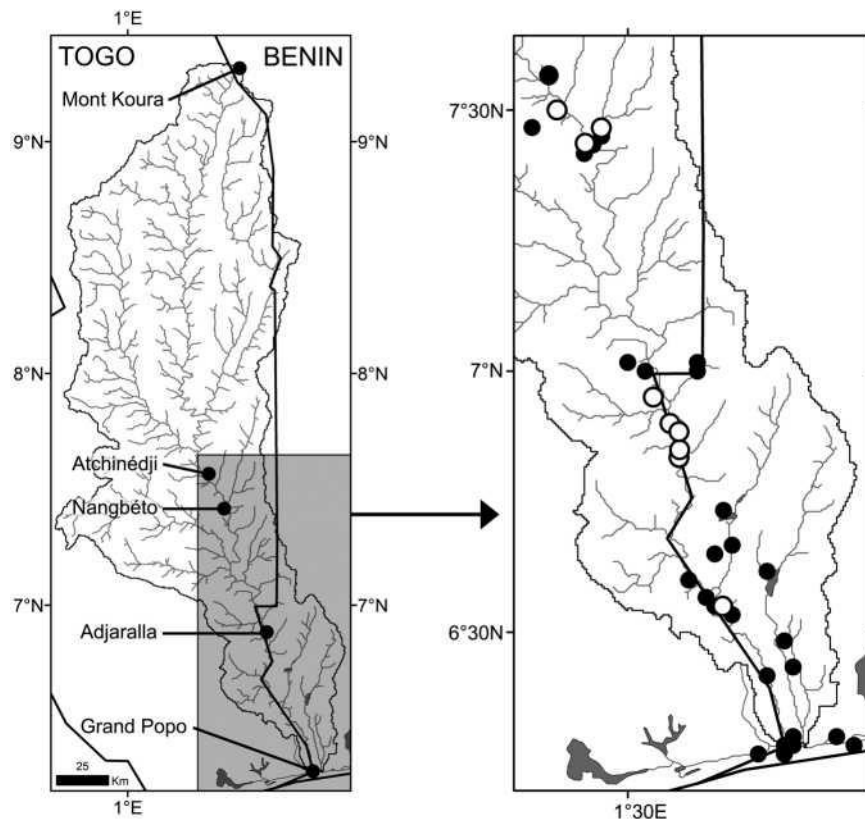 1°E
TOGO BENIN
Mont Koura
9°N 9°N
8°N 8°N
Atchinédji
Nangbéto
7°N 7°N
Adjaralla
Grand Popo
25
Km
1°E
7°30N
7°N
6°30N
1°30E